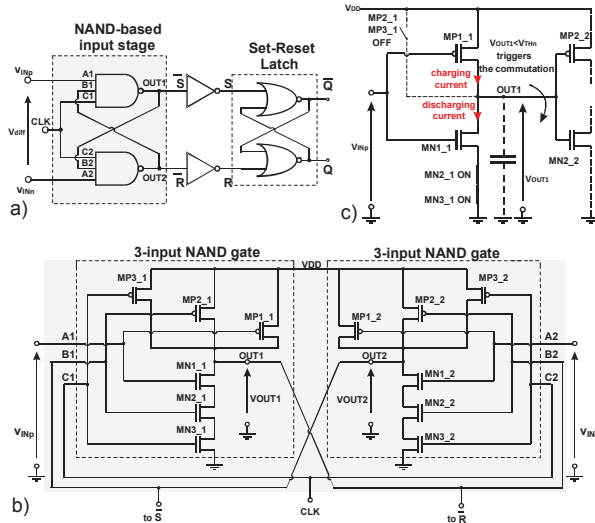 NAND-based
input stage
Set-Reset
Latch
A1
B1
C1
OUT1
S
S
Q
vINp
CLK
Vdiff
C2
B2
A2
OUT2
R
R
Q
vINn
a)
VDD
MP2_1
MP3_1
OFF
MP1_1
VOUT1<VTHn
triggers
the commutation
MP2_2
charging
current
OUT1
discharging
current
vINp
MN1_1
MN2_1 ON
MN3_1 ON
VOUT1
MN2_2
c)
3-input NAND gate
3-input NAND gate
VDD
MP3_1
MP2_1
MP1_1
MP1_2
MP2_2
MP3_2
A1
B1
C1
OUT1
OUT2
A2
B2
C2
MN1_1
MN2_1
MN3_1
VOUT1
VOUT2
MN1_2
MN2_2
MN3_2
vINp
vIN
b)
to S
CLK
to R